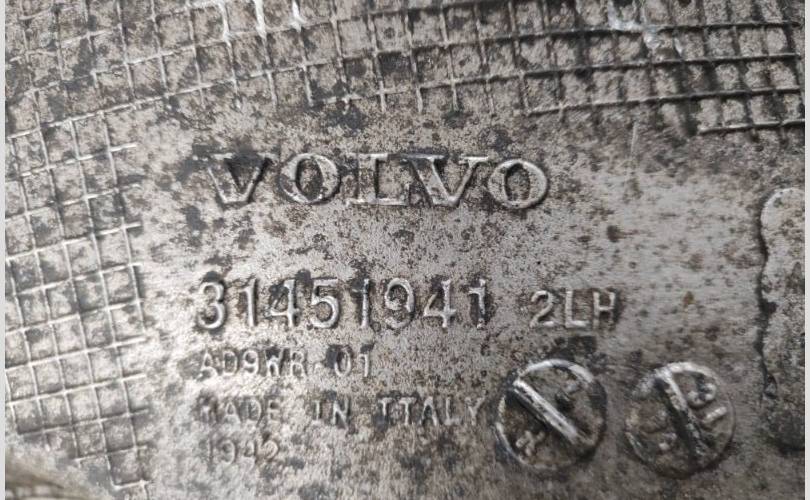 VOLVO
31451941 2LH
AD9WR-01
MADE IN ITALY
1942